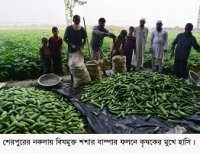 শেরপুরের নকলায় বিষমুক্ত শসার বাম্পার ফলনে কৃষকের মুখে হাসি ।